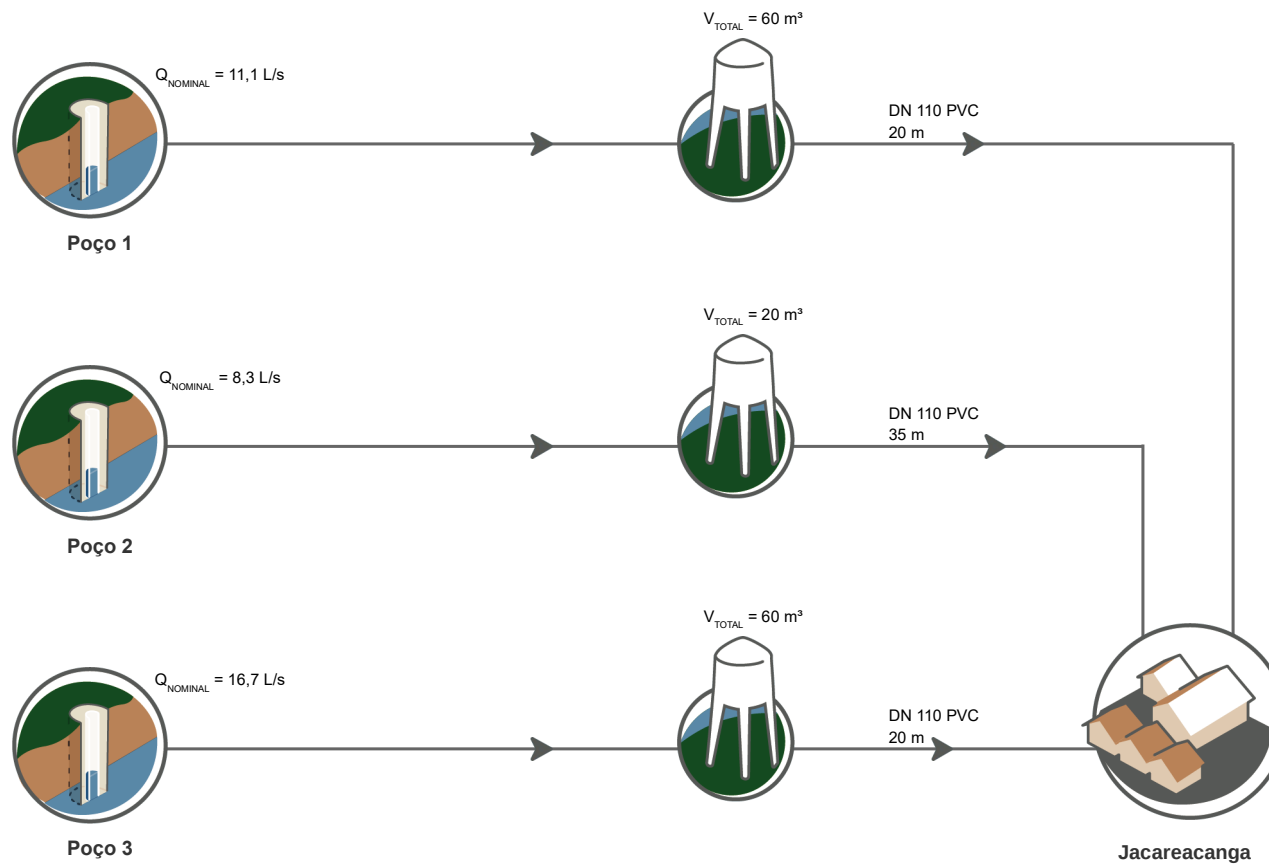 V_TOTAL = 60 m³
Q_NOMINAL = 11,1 L/s
DN 110 PVC
20 m
Poço 1
V_TOTAL = 20 m³
Q_NOMINAL = 8,3 L/s
DN 110 PVC
35 m
Poço 2
V_TOTAL = 60 m³
Q_NOMINAL = 16,7 L/s
DN 110 PVC
20 m
Poço 3
Jacareacanga